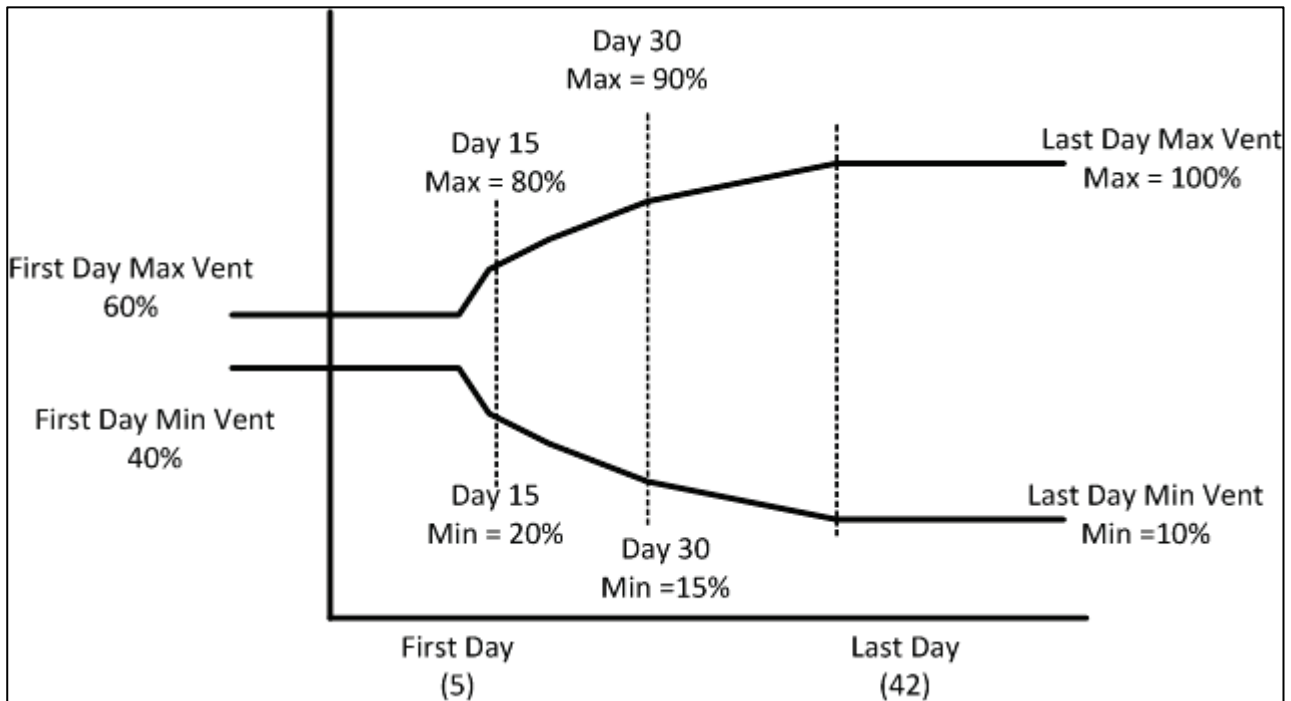 Day 30
Max = 90%
Day 15
Max = 80%
Last Day Max Vent
Max = 100%
First Day Max Vent
60%
First Day Min Vent
40%
Day 15
Min = 20%
Day 30
Min =15%
Last Day Min Vent
Min =10%
First Day
(5)
Last Day
(42)